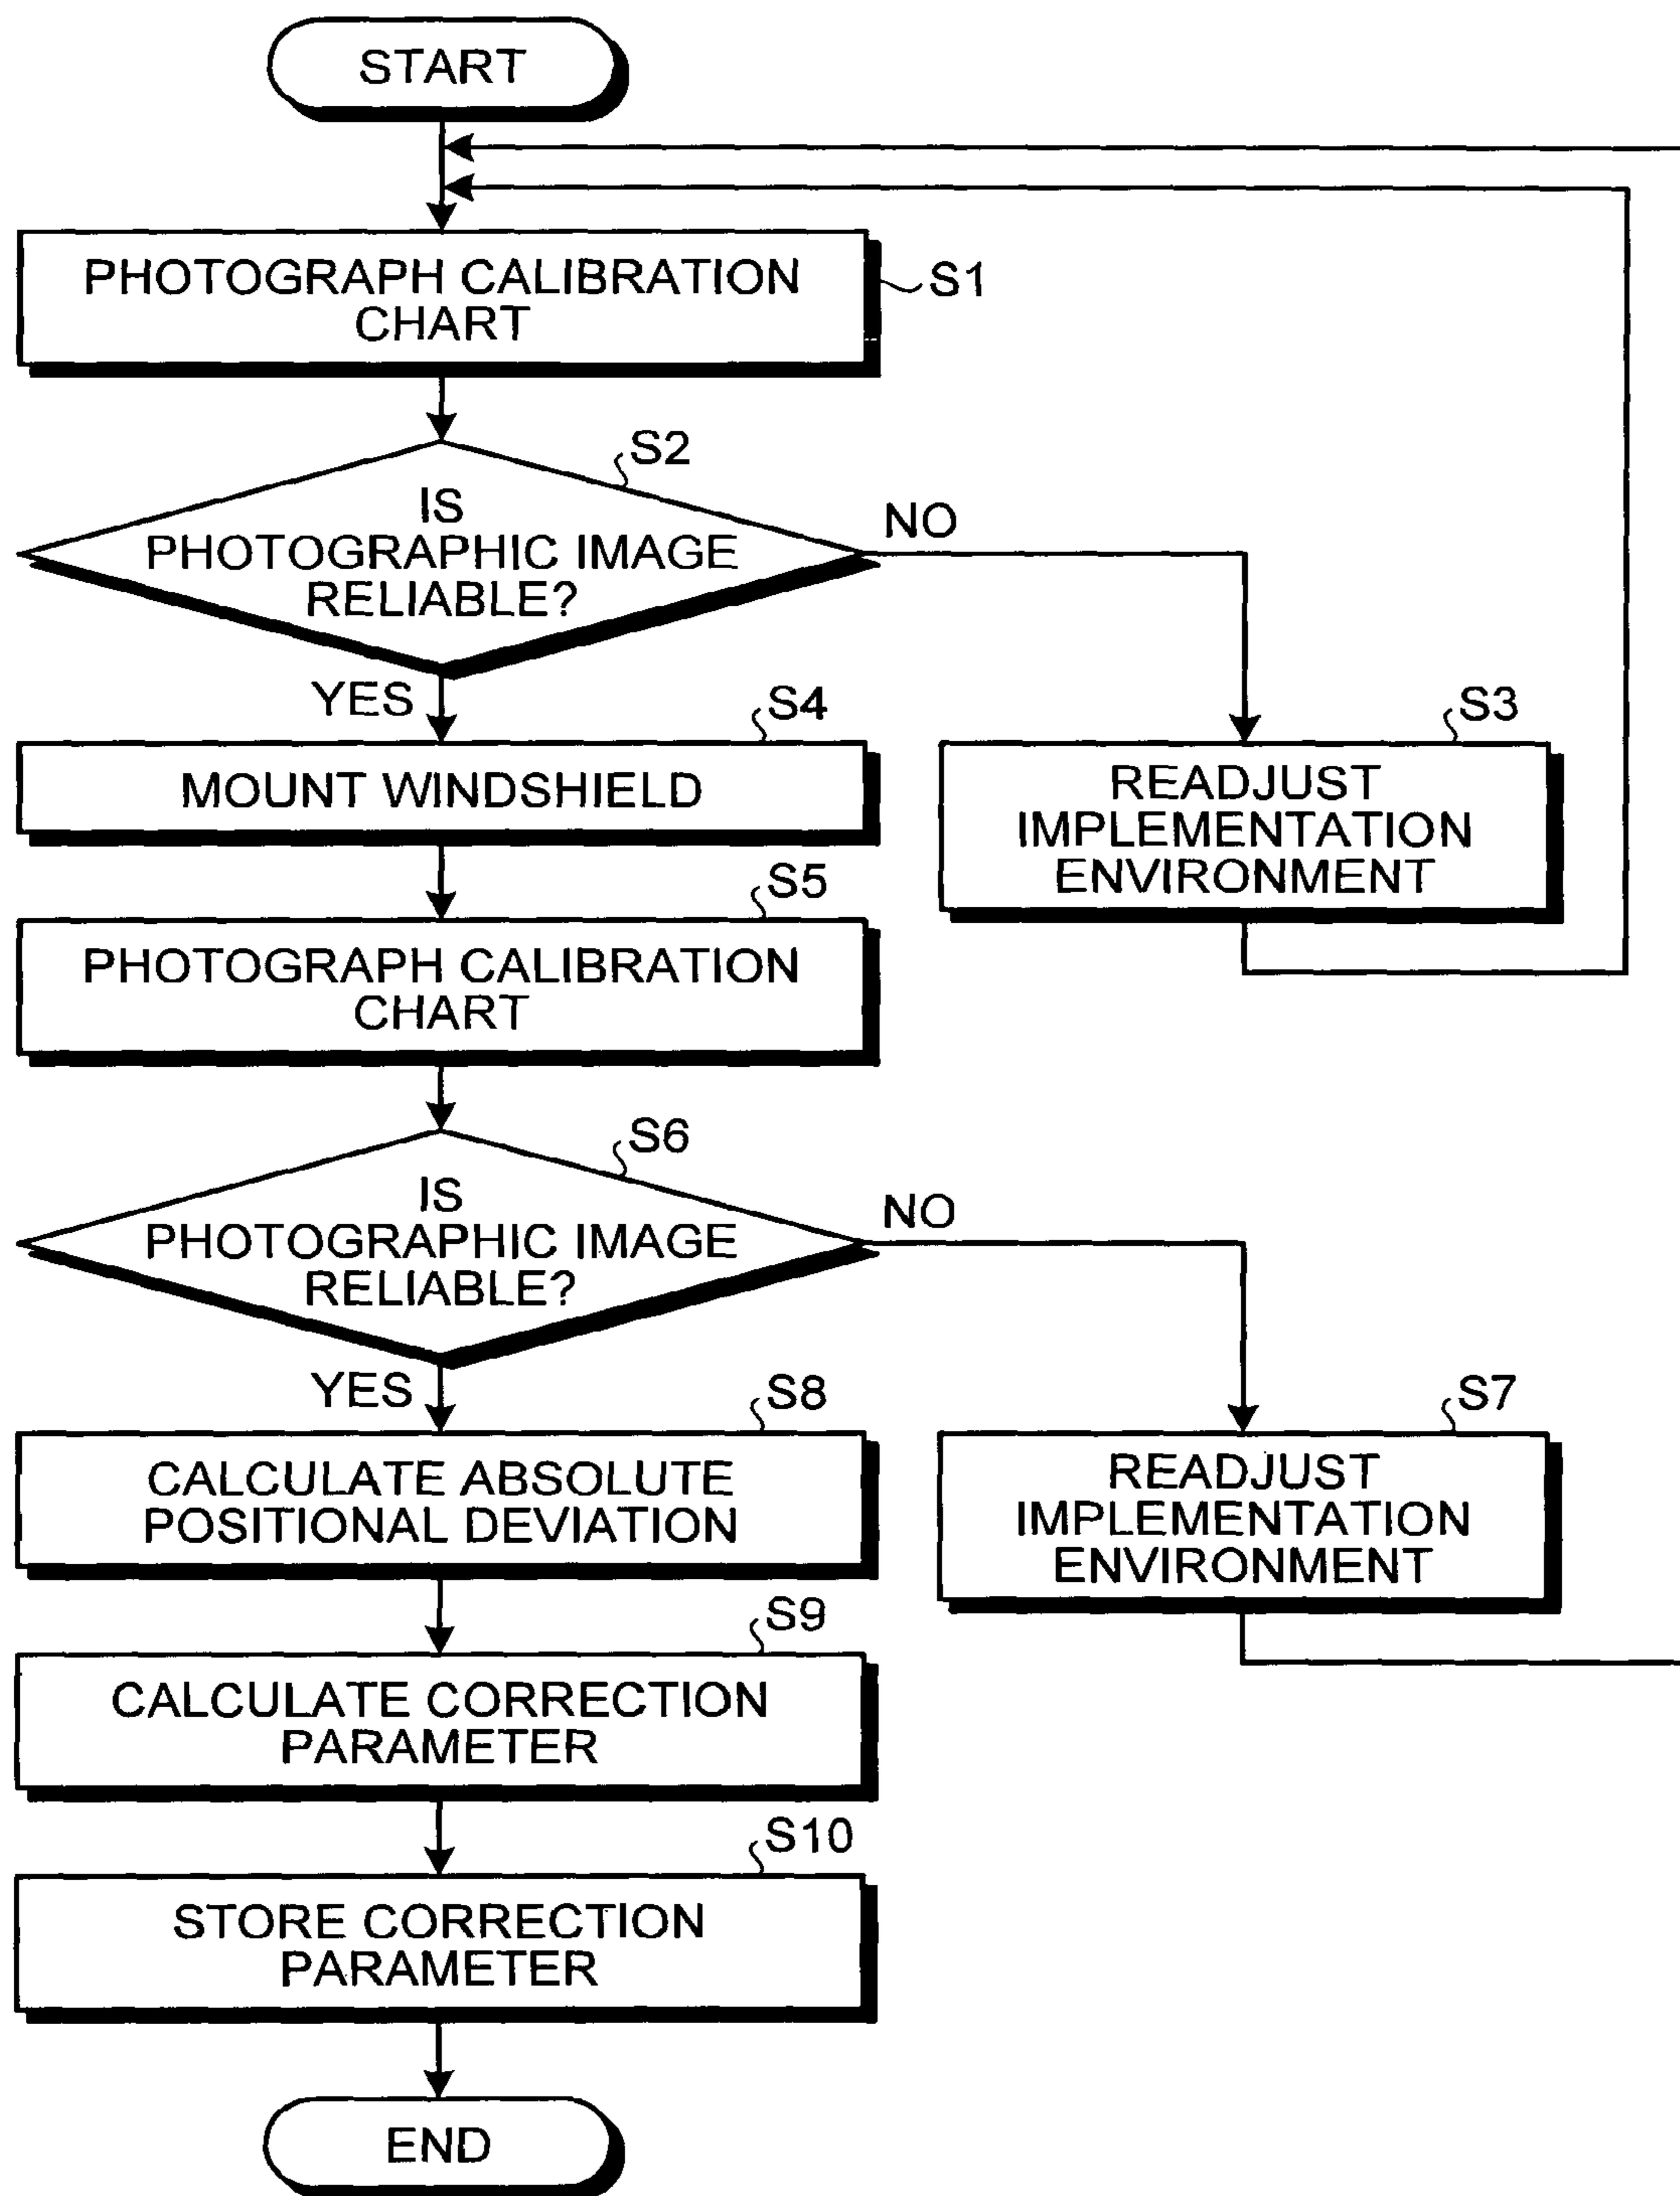 START
PHOTOGRAPH CALIBRATION
CHART
S1
S2
IS
PHOTOGRAPHIC IMAGE
RELIABLE?
NO
YES
S3
READJUST
IMPLEMENTATION
ENVIRONMENT
S4
MOUNT WINDSHIELD
S5
PHOTOGRAPH CALIBRATION
CHART
S6
IS
PHOTOGRAPHIC IMAGE
RELIABLE?
NO
YES
S7
READJUST
IMPLEMENTATION
ENVIRONMENT
S8
CALCULATE ABSOLUTE
POSITIONAL DEVIATION
S9
CALCULATE CORRECTION
PARAMETER
S10
STORE CORRECTION
PARAMETER
END